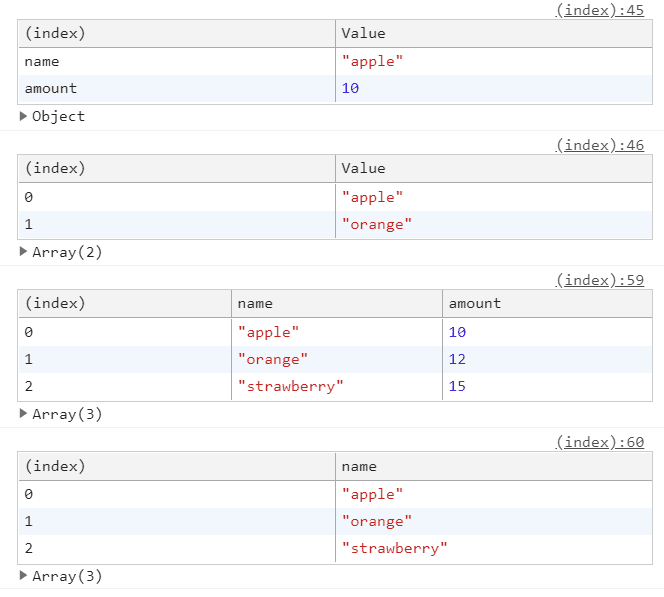 (index):45
(index) Value
name "apple"
amount 10
Object
(index):46
(index) Value
0 "apple"
1 "orange"
Array(2)
(index):59
(index) name amount
0 "apple" 10
1 "orange" 12
2 "strawberry" 15
Array(3)
(index):60
(index) name
0 "apple"
1 "orange"
2 "strawberry"
Array(3)